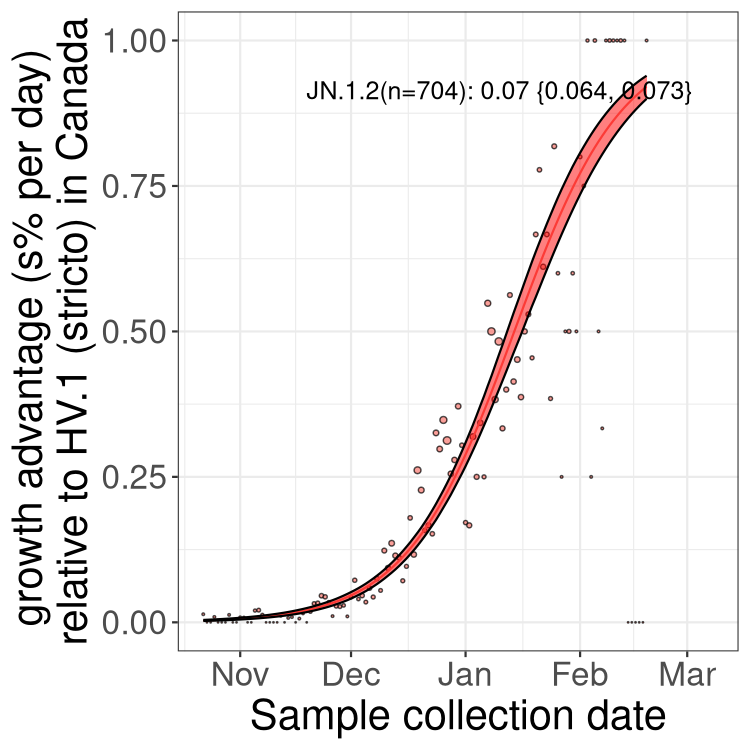 growth advantage (s% per day)
relative to HV.1 (stricto) in Canada
1.00
0.75
0.50
0.25
0.00
JN.1.2(n=704): 0.07 {0.064, 0.073}
Nov Dec Jan Feb Mar
Sample collection date